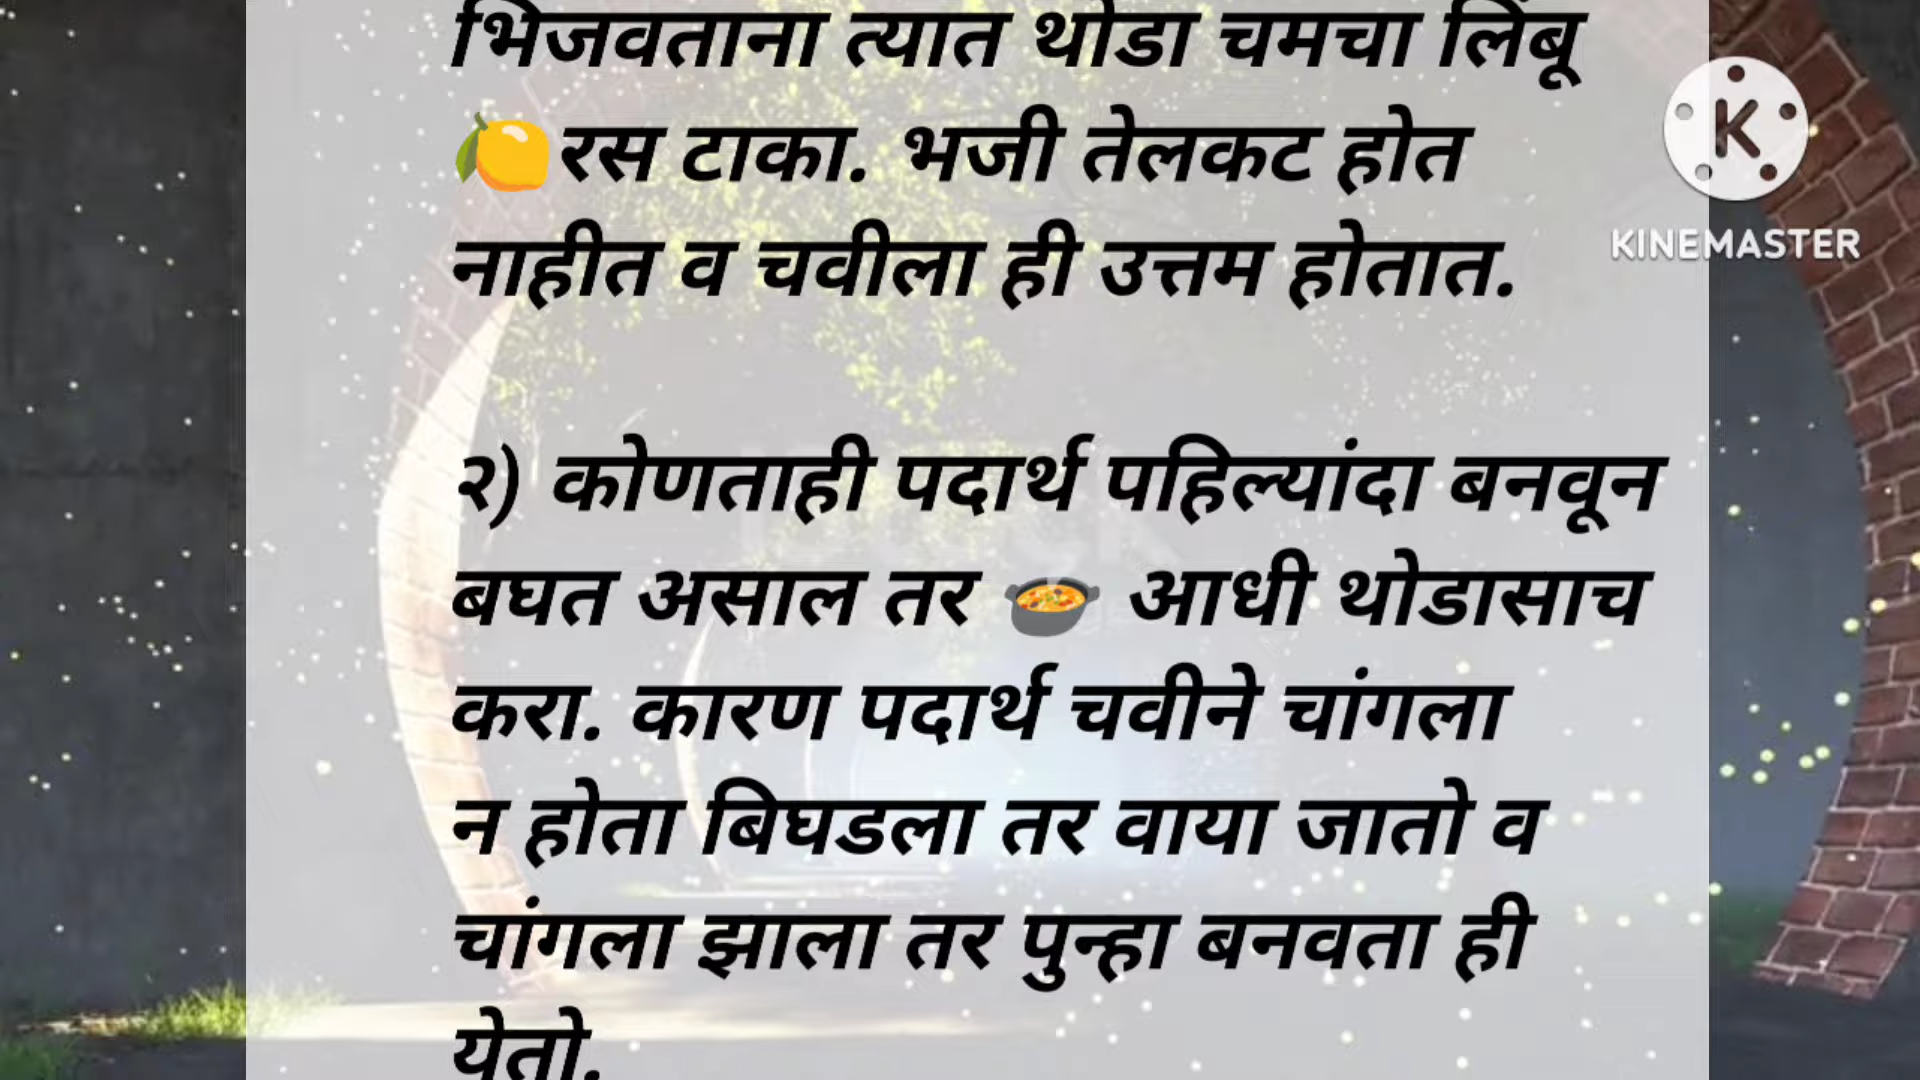 भिजवताना त्यात थोडा चमचा लिंबू
🍋रस टाका. भजी तेलकट होत
नाहीत व चवीला ही उत्तम होतात.
२) कोणताही पदार्थ पहिल्यांदा बनवून
बघत असाल तर 🍲 आधी थोडासाच
करा. कारण पदार्थ चवीने चांगला
न होता बिघडला तर वाया जातो व
चांगला झाला तर पुन्हा बनवता ही
येतो.
K
KINEMASTER